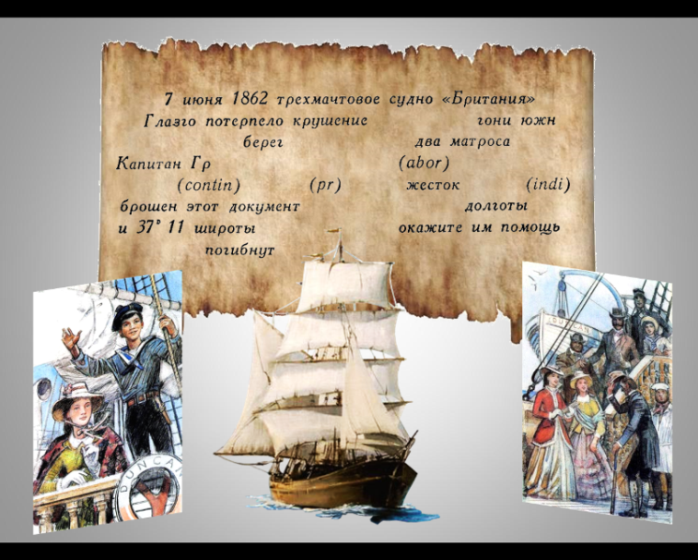 7 июня 1862 трехмачтовое судно «Британия»
Глазго потерпело крушение гони южн
берег два матроса
Капитан Гр (abor)
(contin) (pr) жесток (indi)
брошен этот документ долготы
и 37° 11 широты окажите им помощь
погибнут
DUNCA